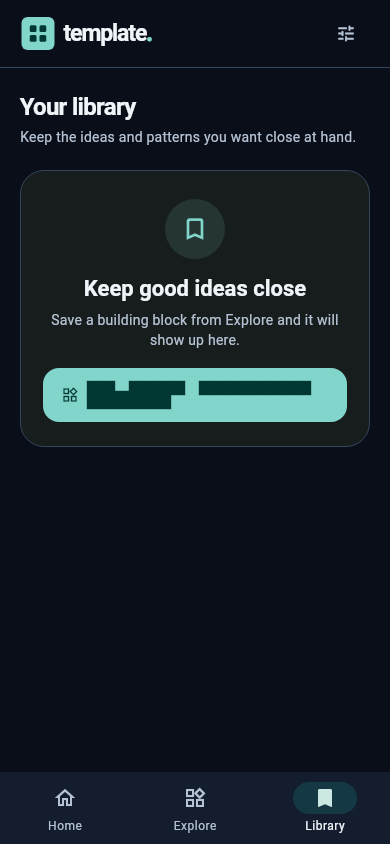 template.
Your library
Keep the ideas and patterns you want close at hand.
Keep good ideas close
Save a building block from Explore and it will
show up here.
Home
Explore
Library